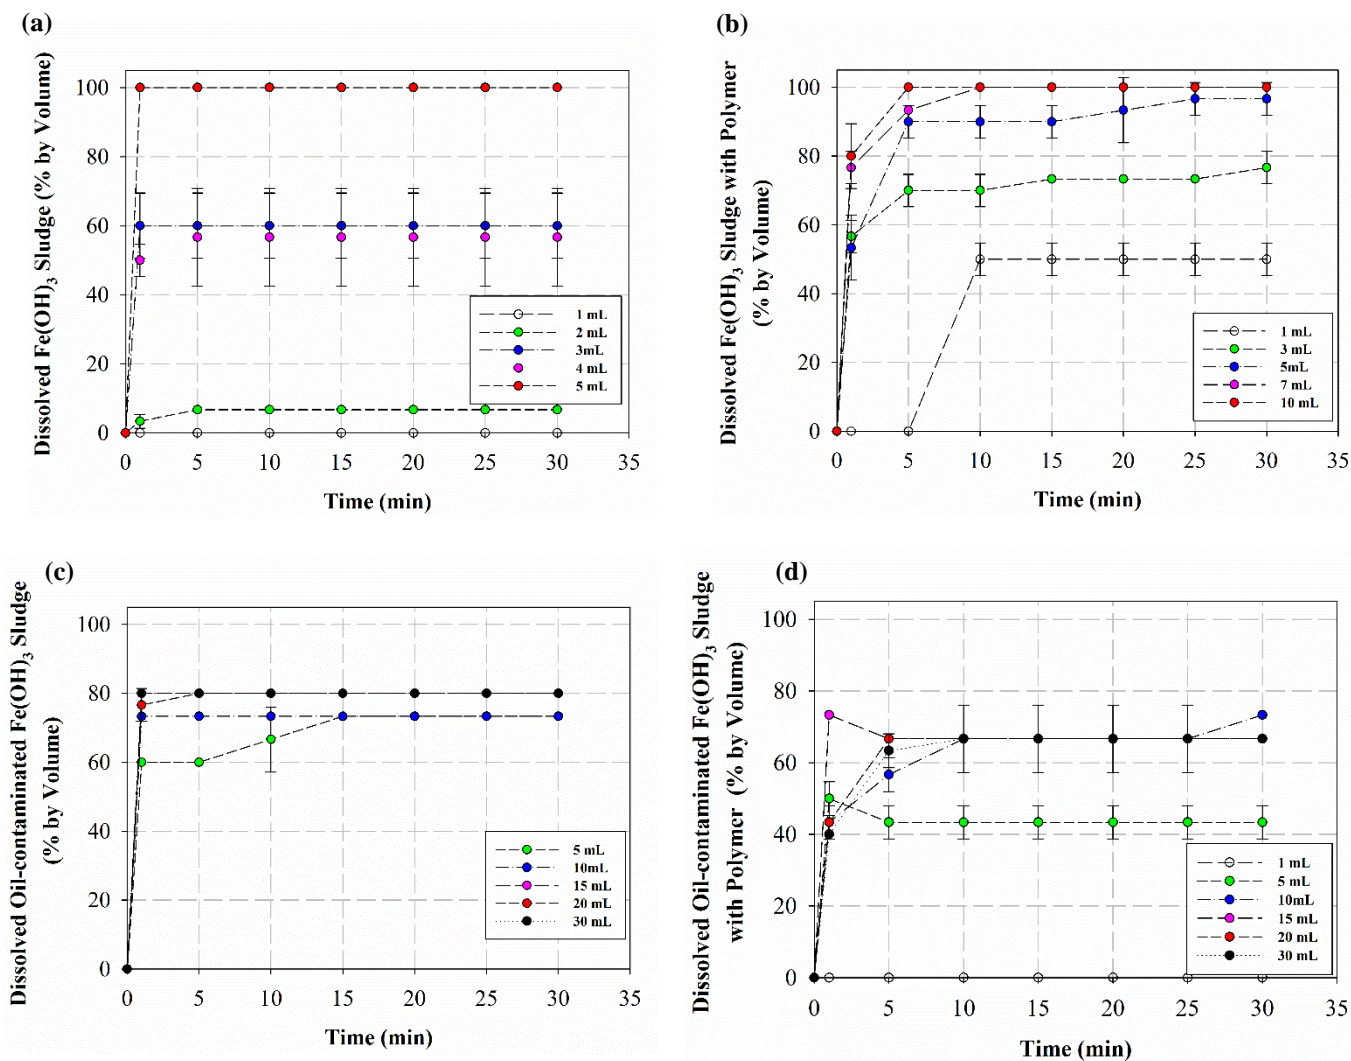 (a)
Dissolved Fe(OH)3 Sludge (% by Volume)
100
80
60
40
20
0
0 5 10 15 20 25 30 35
Time (min)
1 mL
2 mL
3mL
4 mL
5 mL
(b)
Dissolved Fe(OH)3 Sludge with Polymer
(% by Volume)
100
80
60
40
20
0
0 5 10 15 20 25 30 35
Time (min)
1 mL
3 mL
5mL
7 mL
10 mL
(c)
Dissolved Oil-contaminated Fe(OH)3 Sludge
(% by Volume)
100
80
60
40
20
0
0 5 10 15 20 25 30 35
Time (min)
5 mL
10mL
15 mL
20 mL
30 mL
(d)
Dissolved Oil-contaminated Fe(OH)3 Sludge
with Polymer (% by Volume)
100
80
60
40
20
0
0 5 10 15 20 25 30 35
Time (min)
1 mL
5 mL
10mL
15 mL
20 mL
30 mL